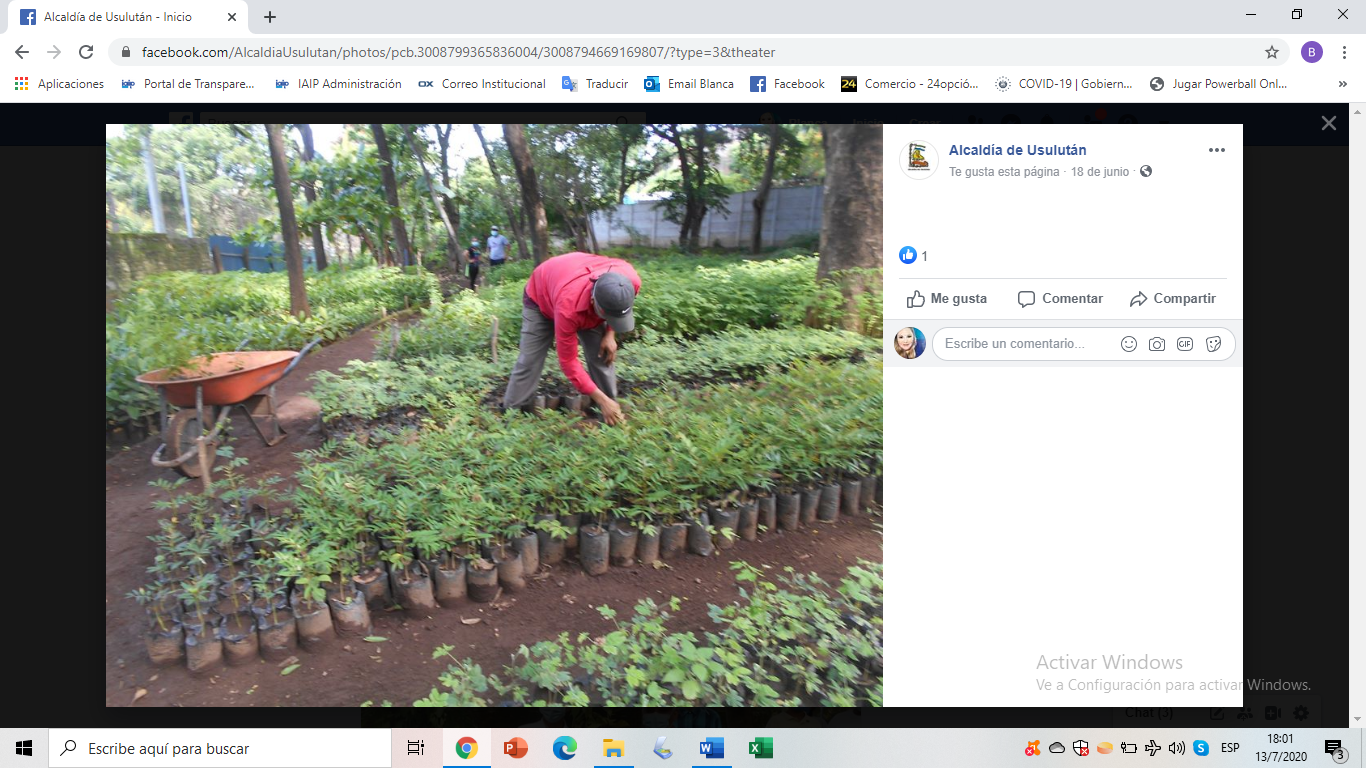 Alcaldía de Usulután - Inicio
facebook.com/AlcaldiaUsulutan/photos/pcb.3008799365836004/3008794669169807/?type=3&theater
B
Aplicaciones
Portal de Transpare...
IAIP Administración
Correo Institucional
Traducir
Email Blanca
Facebook
24
Comercio - 24opció...
COVID-19 | Gobiern...
Jugar Powerball Onl...
Alcaldía de Usulután
Te gusta esta página · 18 de junio ·
1
Me gusta
Comentar
Compartir
Escribe un comentario...
GIF
Activar Windows
Ve a Configuración para activar Windows.
Chat (3)
Escribe aquí para buscar
ESP
18:01
13/7/2020
3